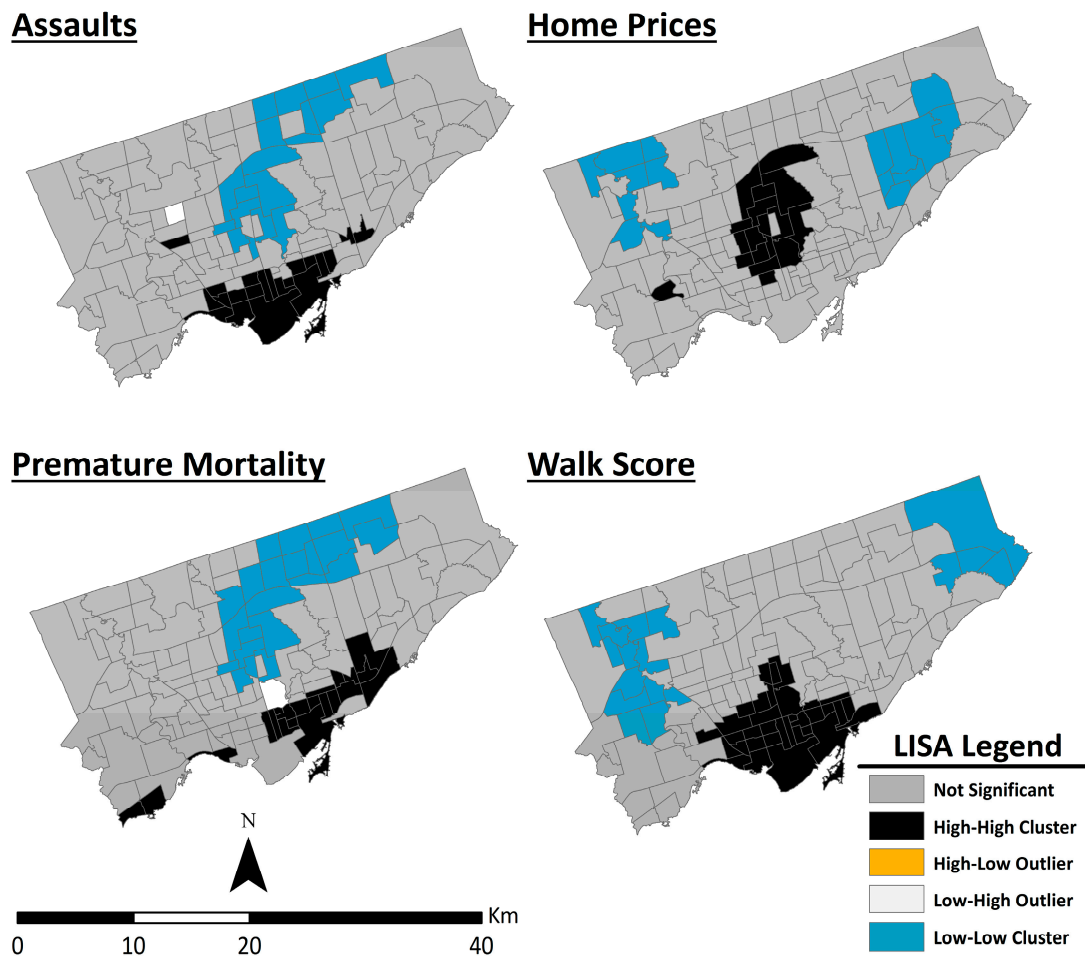 Assaults
Home Prices
Premature Mortality
Walk Score
LISA Legend
Not Significant
High-High Cluster
High-Low Outlier
Low-High Outlier
Low-Low Cluster
N
Km
0 10 20 40